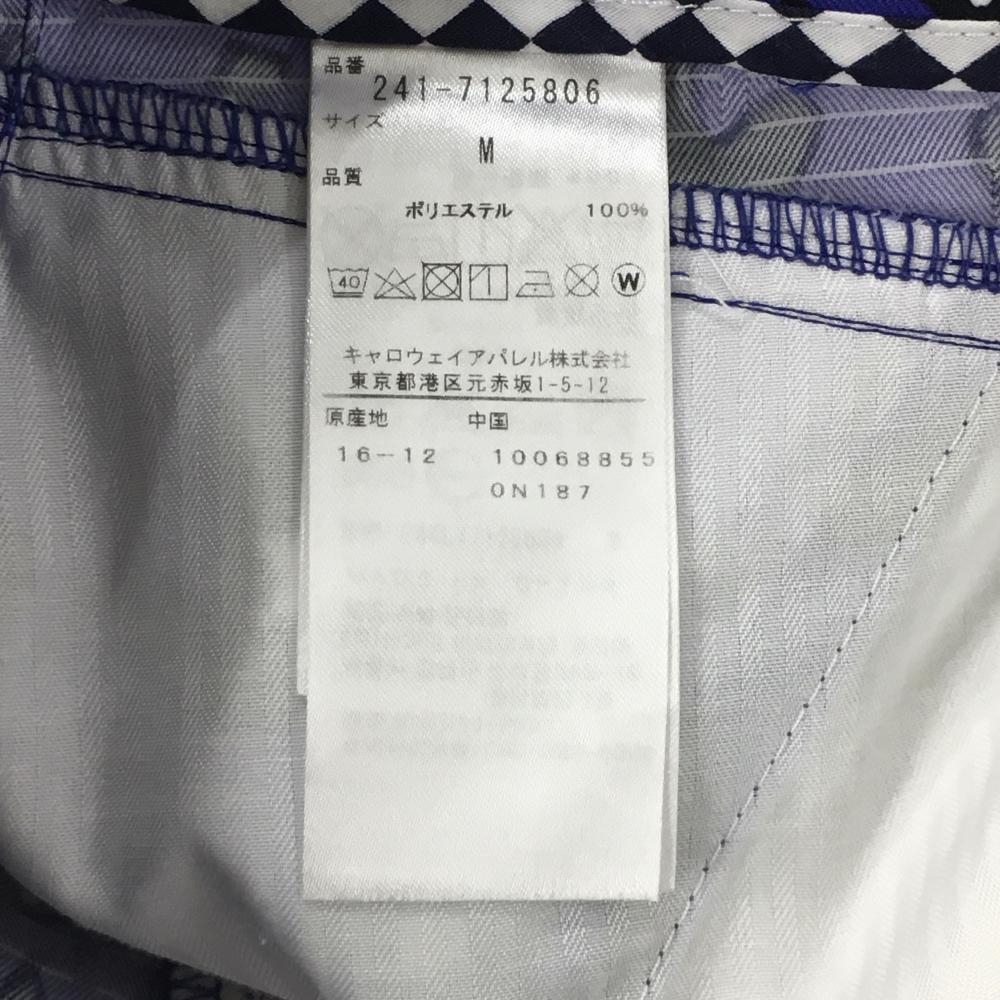 品番
241-7125806
サイズ
M
品質
ポリエステル 100%
40 W
キャロウェイアパレル株式会社
東京都港区元赤坂1-5-12
原産地 中国
16-12 10068855
0N187